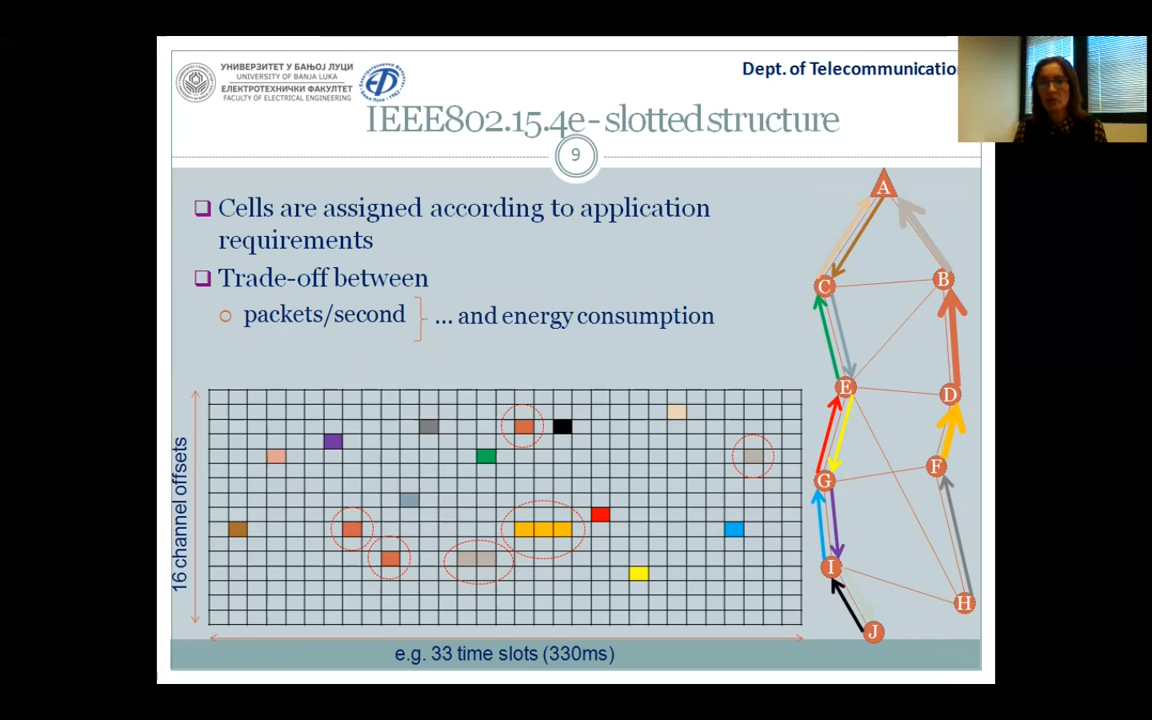 УНИВЕРЗИТЕТ У БАЊОЈ ЛУЦИ
UNIVERSITY OF BANJA LUKA
ЕЛЕКТРОТЕХНИЧКИ ФАКУЛТЕТ
FACULTY OF ELECTRICAL ENGINEERING
Dept. of Telecommunicatio
IEEE802.15.4e - slotted structure
9
Cells are assigned according to application
requirements
Trade-off between
packets/second
... and energy consumption
16 channel offsets
e.g. 33 time slots (330ms)
A
B
C
E
D
F
G
I
H
J